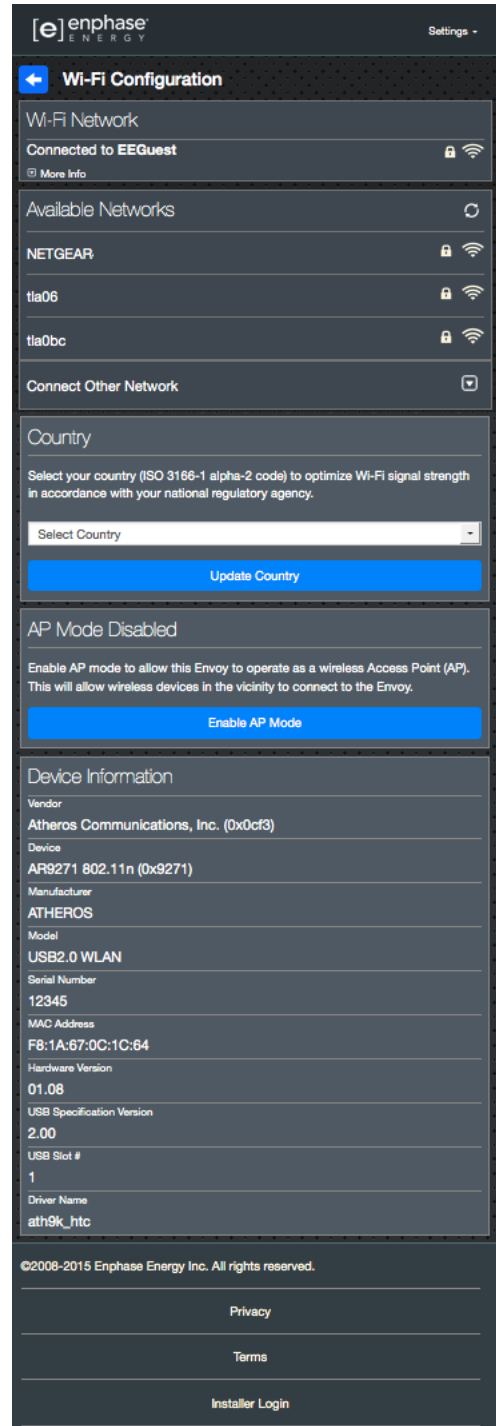 [e] enphase®
ENERGY
Settings
Wi-Fi Configuration
Wi-Fi Network
Connected to EEGuest
More Info
Available Networks
NETGEAR
tla06
tla0bc
Connect Other Network
Country
Select your country (ISO 3166-1 alpha-2 code) to optimize Wi-Fi signal strength
in accordance with your national regulatory agency.
Select Country
Update Country
AP Mode Disabled
Enable AP mode to allow this Envoy to operate as a wireless Access Point (AP).
This will allow wireless devices in the vicinity to connect to the Envoy.
Enable AP Mode
Device Information
Vendor
Atheros Communications, Inc. (0x0cf3)
Device
AR9271 802.11n (0x9271)
Manufacturer
ATHEROS
Model
USB2.0 WLAN
Serial Number
12345
MAC Address
F8:1A:67:0C:1C:64
Hardware Version
01.08
USB Specification Version
2.00
USB Slot #
1
Driver Name
ath9k_htc
©2008-2015 Enphase Energy Inc. All rights reserved.
Privacy
Terms
Installer Login